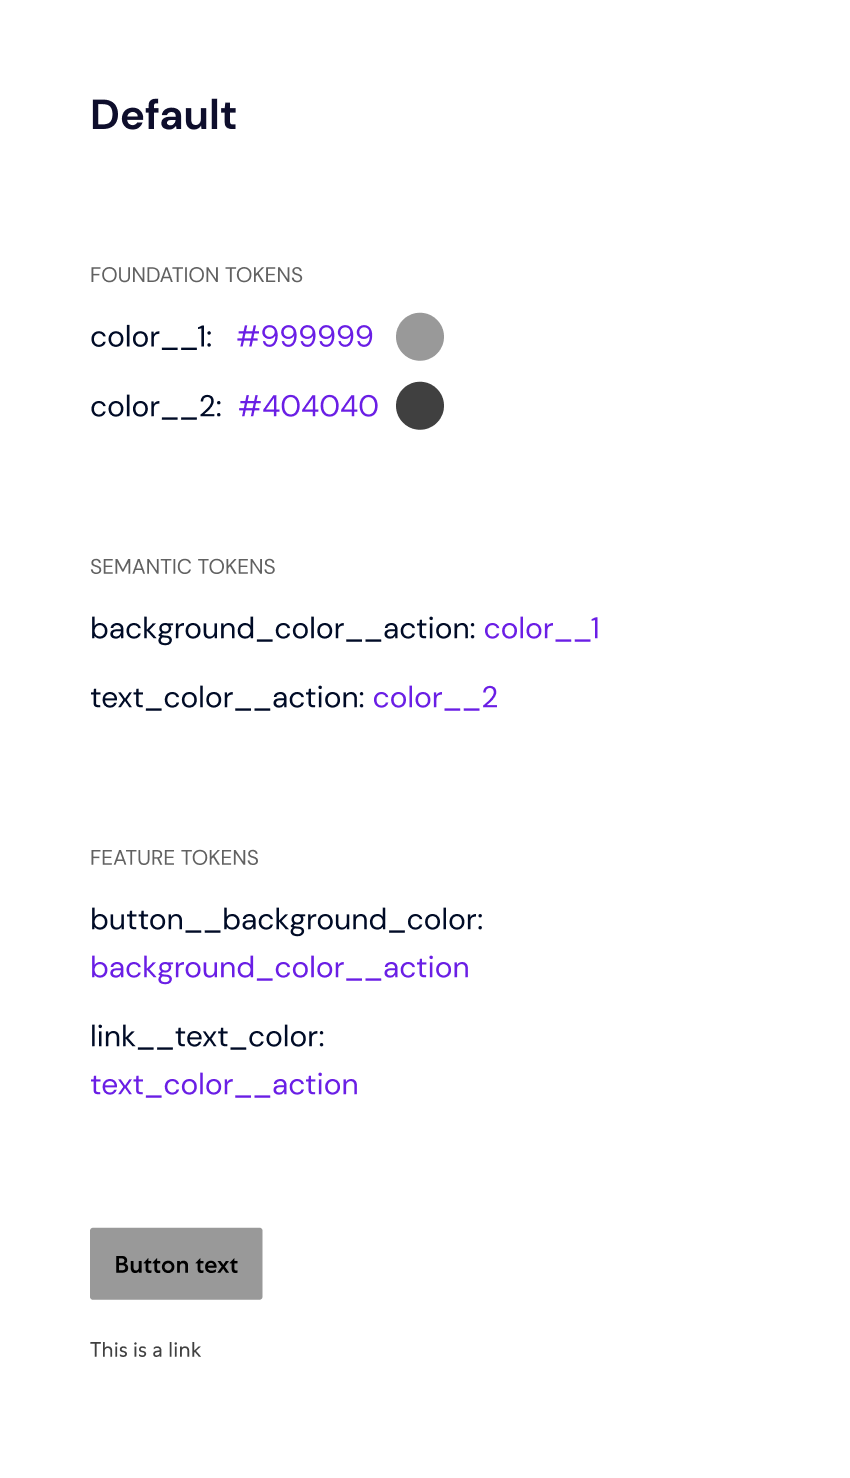 Default
FOUNDATION TOKENS
color__1: #999999
color__2: #404040
SEMANTIC TOKENS
background_color__action: color__1
text_color__action: color__2
FEATURE TOKENS
button__background_color:
background_color__action
link__text_color:
text_color__action
Button text
This is a link